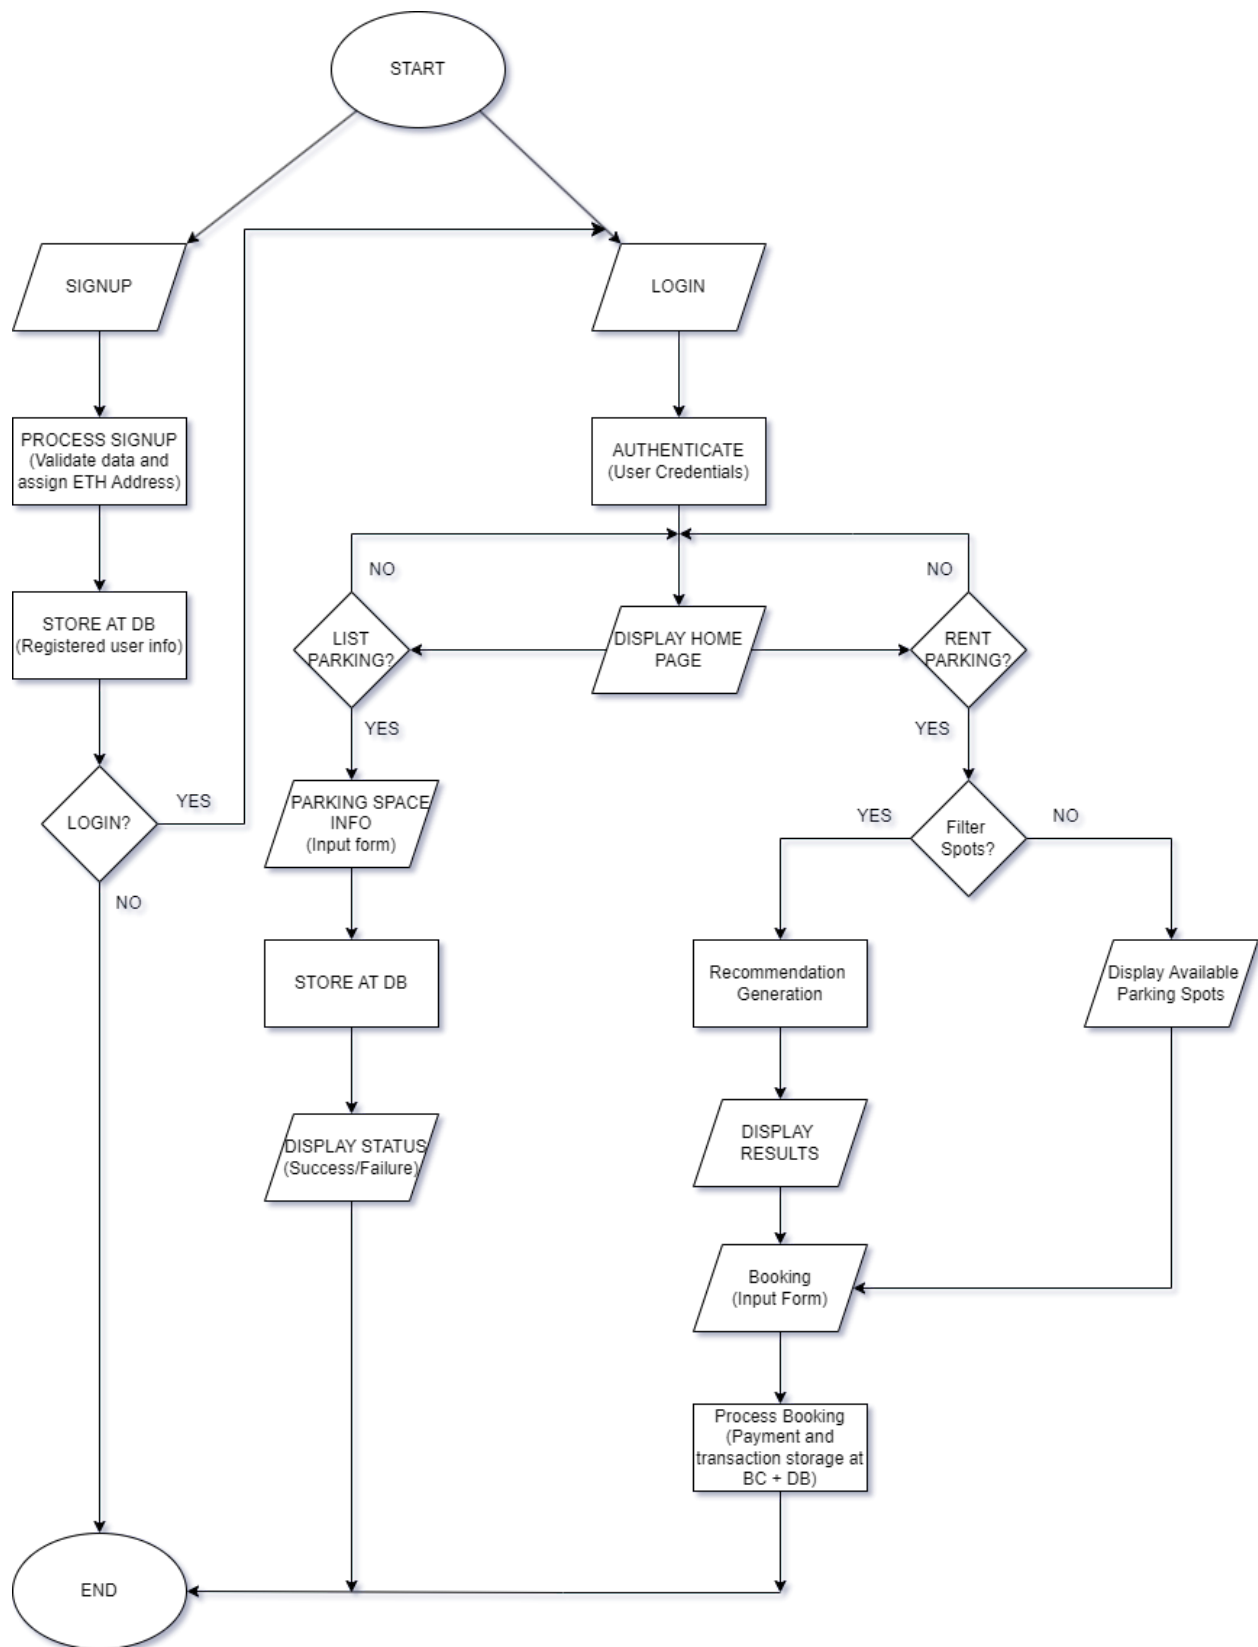 START
SIGNUP
LOGIN
PROCESS SIGNUP
(Validate data and
assign ETH Address)
AUTHENTICATE
(User Credentials)
NO
NO
STORE AT DB
(Registered user info)
LIST
PARKING?
DISPLAY HOME
PAGE
RENT
PARKING?
YES
YES
LOGIN?
YES
NO
PARKING SPACE
INFO
(Input form)
YES
Filter
Spots?
NO
STORE AT DB
Recommendation
Generation
Display Available
Parking Spots
DISPLAY STATUS
(Success/Failure)
DISPLAY
RESULTS
Booking
(Input Form)
Process Booking
(Payment and
transaction storage at
BC + DB)
END